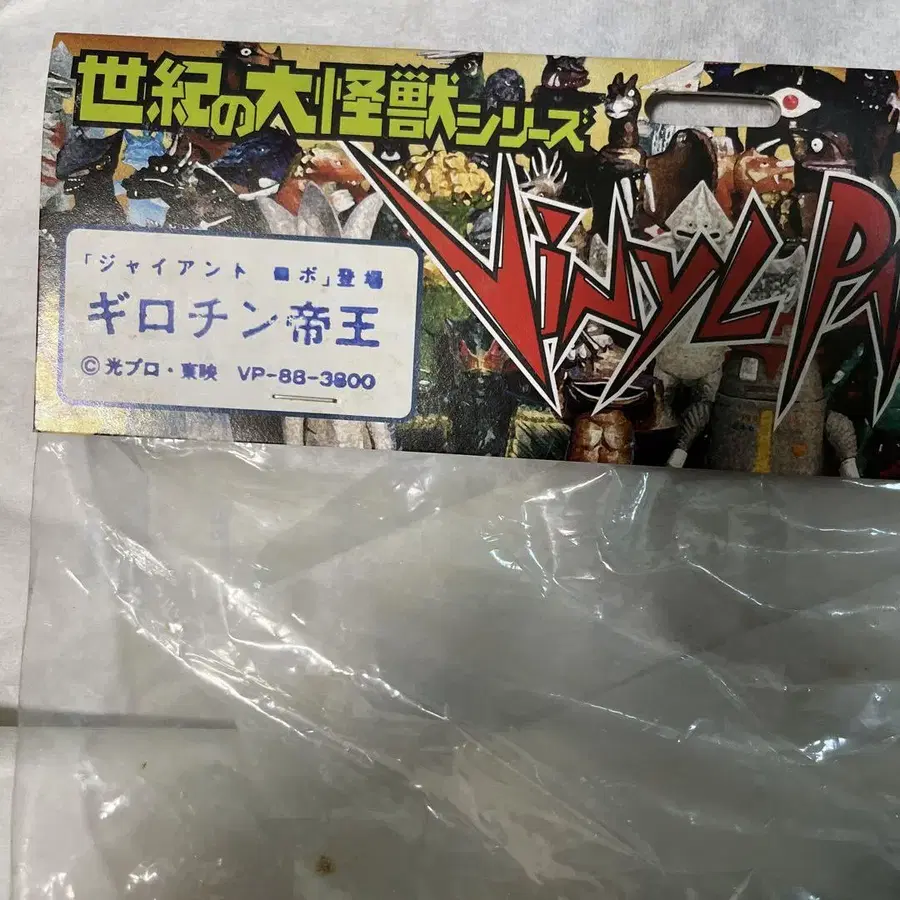 世紀の大怪獣シリーズ
VINYL PA
「ジャイアント ロボ」登場
ギロチン帝王
© 光プロ・東映 VP-88-3800